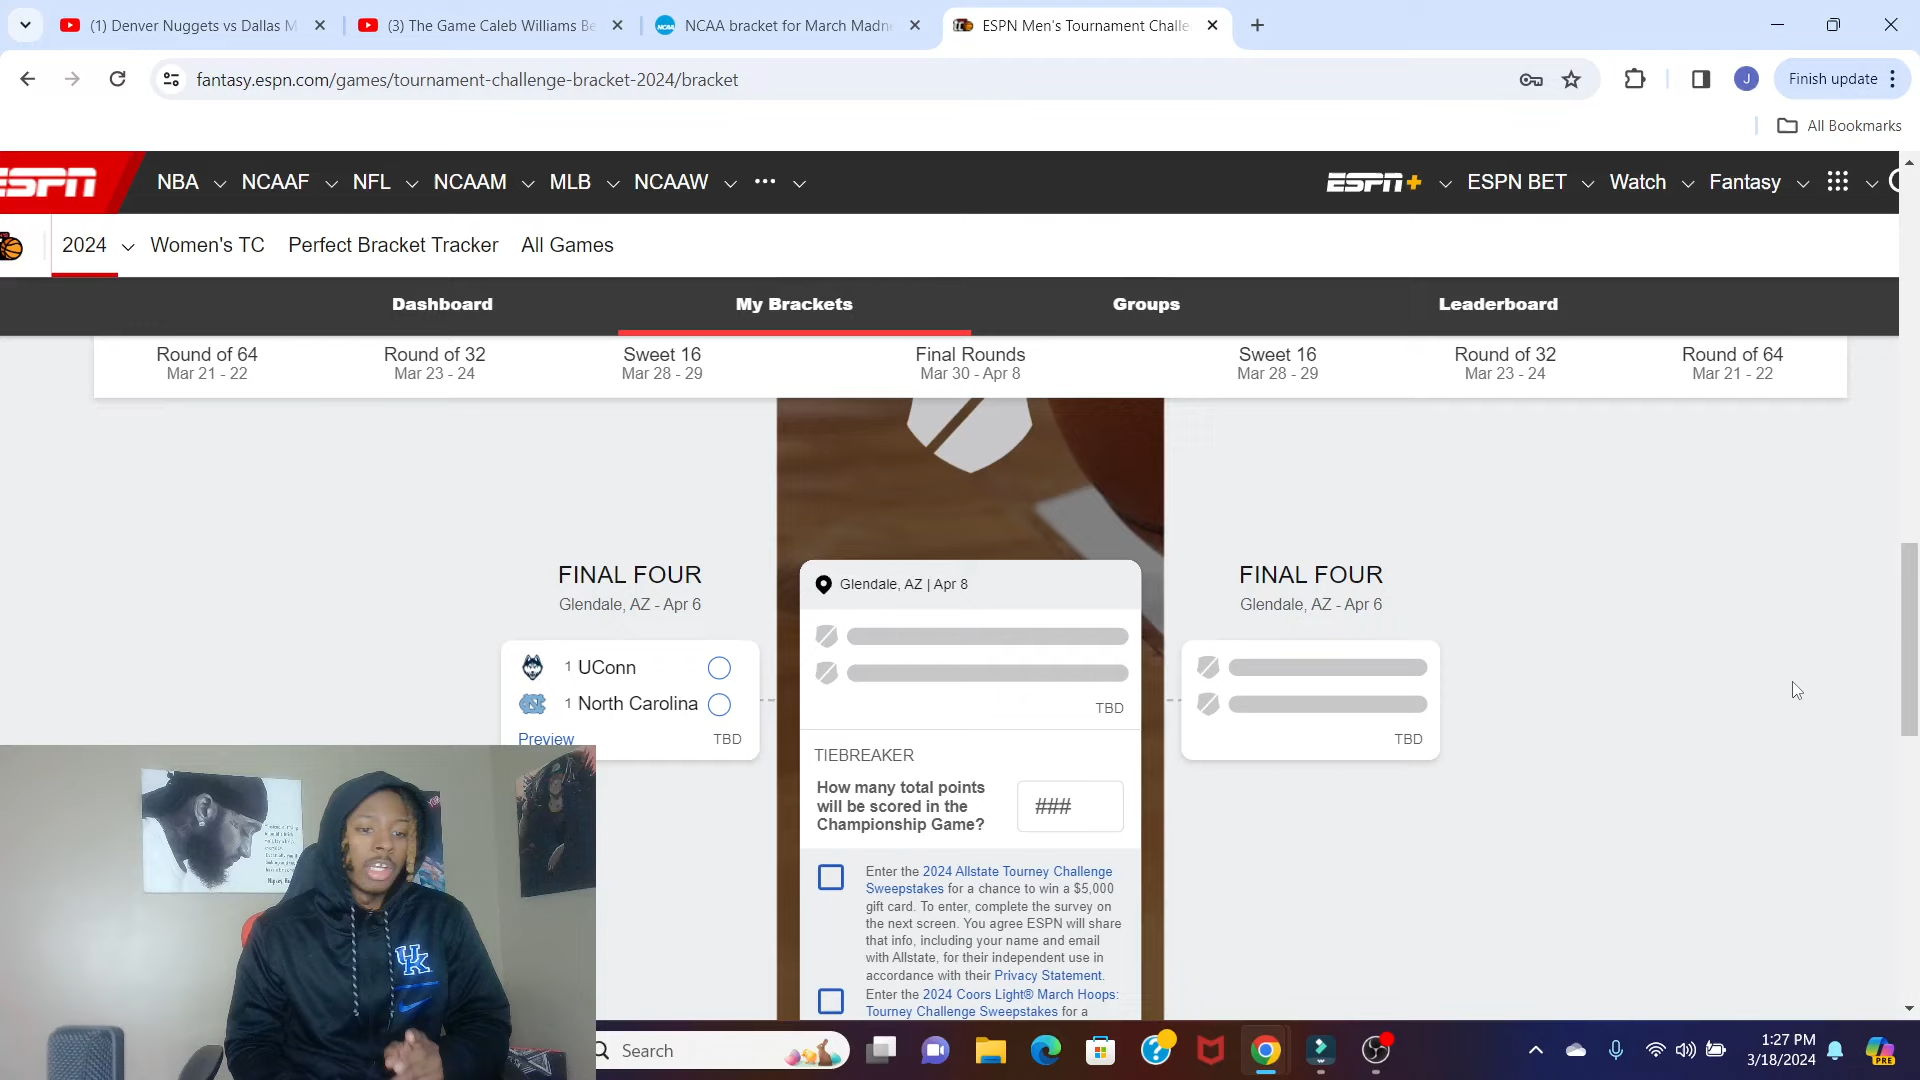 (1) Denver Nuggets vs Dallas M
(3) The Game Caleb Williams Be
NCAA bracket for March Madne
ESPN Men's Tournament Challe
fantasy.espn.com/games/tournament-challenge-bracket-2024/bracket
J
Finish update
All Bookmarks
ESPN
NBA
NCAAF
NFL
NCAAM
MLB
NCAAW
ESPN+
ESPN BET
Watch
Fantasy
2024
Women's TC
Perfect Bracket Tracker
All Games
Dashboard
My Brackets
Groups
Leaderboard
Round of 64
Mar 21 - 22
Round of 32
Mar 23 - 24
Sweet 16
Mar 28 - 29
Final Rounds
Mar 30 - Apr 8
Sweet 16
Mar 28 - 29
Round of 32
Mar 23 - 24
Round of 64
Mar 21 - 22
FINAL FOUR
Glendale, AZ - Apr 6
1 UConn
1 North Carolina
Preview
TBD
Glendale, AZ | Apr 8
TBD
TIEBREAKER
How many total points
will be scored in the
Championship Game?
###
Enter the 2024 Allstate Tourney Challenge
Sweepstakes for a chance to win a $5,000
gift card. To enter, complete the survey on
the next screen. You agree ESPN will share
that info, including your name and email
with Allstate, for their independent use in
accordance with their Privacy Statement.
Enter the 2024 Coors Light® March Hoops:
Tourney Challenge Sweepstakes for a
FINAL FOUR
Glendale, AZ - Apr 6
TBD
UK
Search
1:27 PM
3/18/2024
PRE